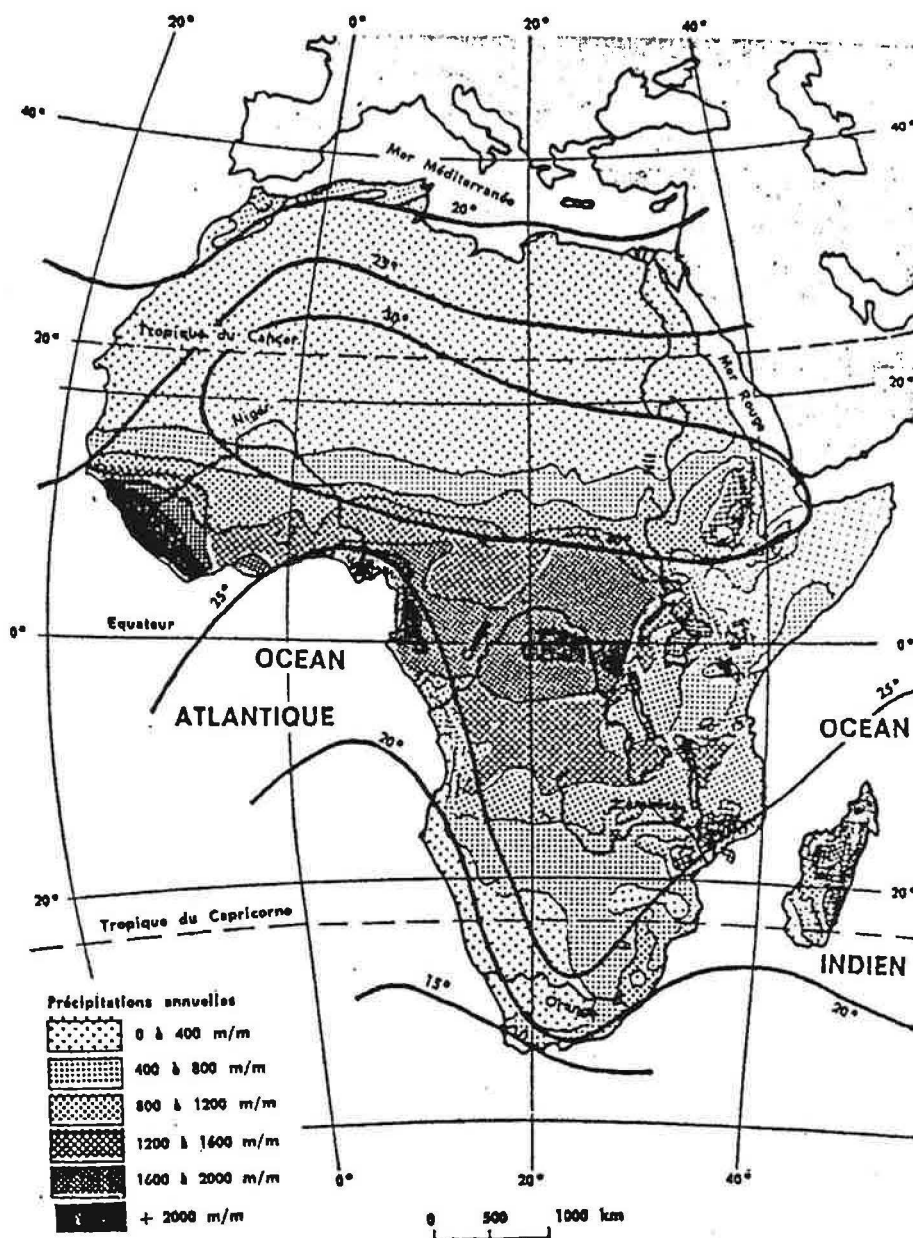 20° 0° 20° 40°
40° 40°
Mer Méditerranée
20°
25°
30°
Tropique du Cancer
20° 20°
Mer Rouge
Niger
Nil
30°
25°
Equateur
0° 0°
OCEAN
ATLANTIQUE
25°
OCEAN
20°
20° 20°
Tropique du Capricorne
INDIEN
15°
Orange
20°
Précipitations annuelles
0 à 400 m/m
400 à 800 m/m
800 à 1200 m/m
1200 à 1600 m/m
1600 à 2000 m/m
+ 2000 m/m
0° 20° 40°
0 500 1000 km